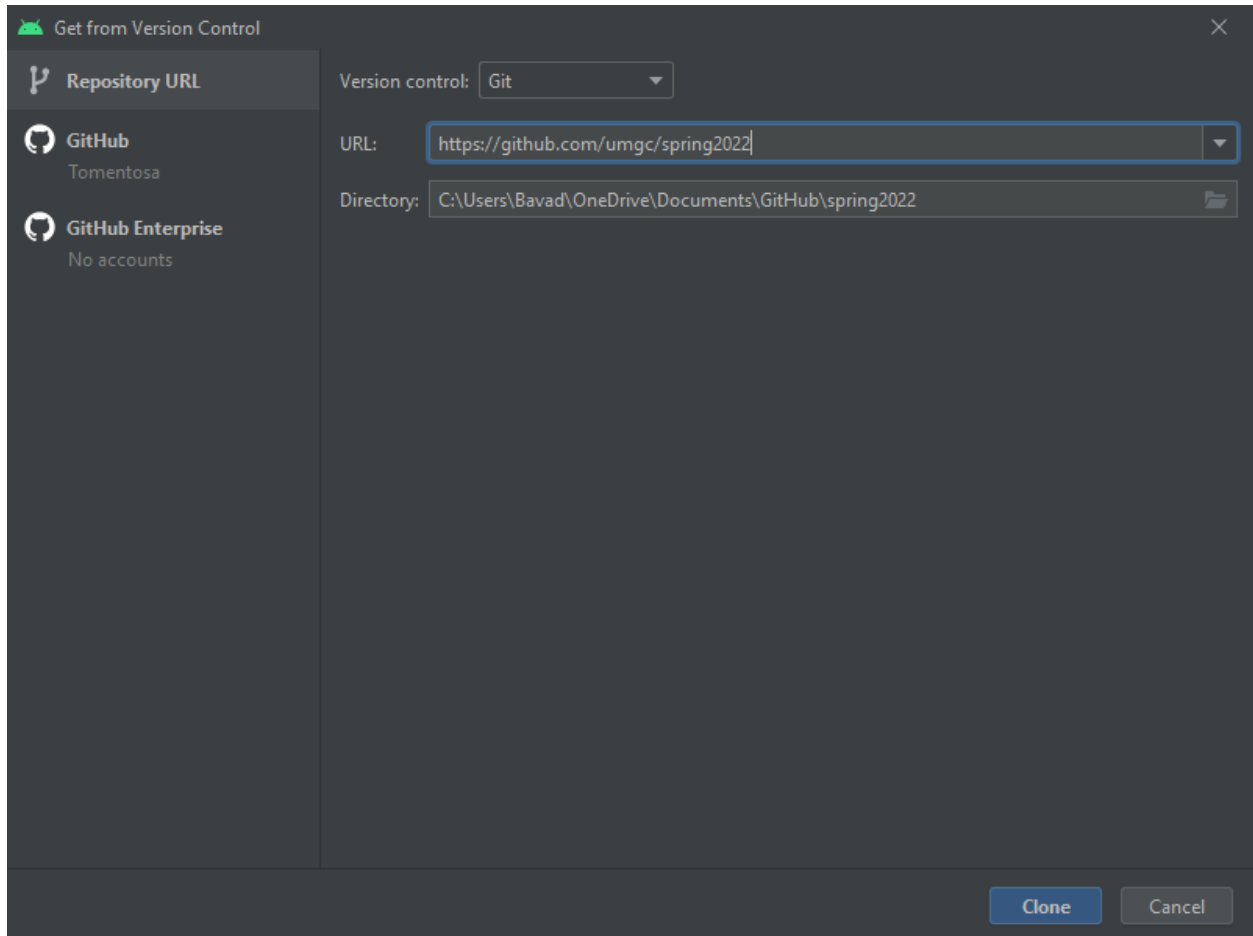 Get from Version Control
Repository URL
GitHub
Tomentosa
GitHub Enterprise
No accounts
Version control: Git
URL: https://github.com/umgc/spring2022
Directory: C:\Users\Bavad\OneDrive\Documents\GitHub\spring2022
Clone Cancel